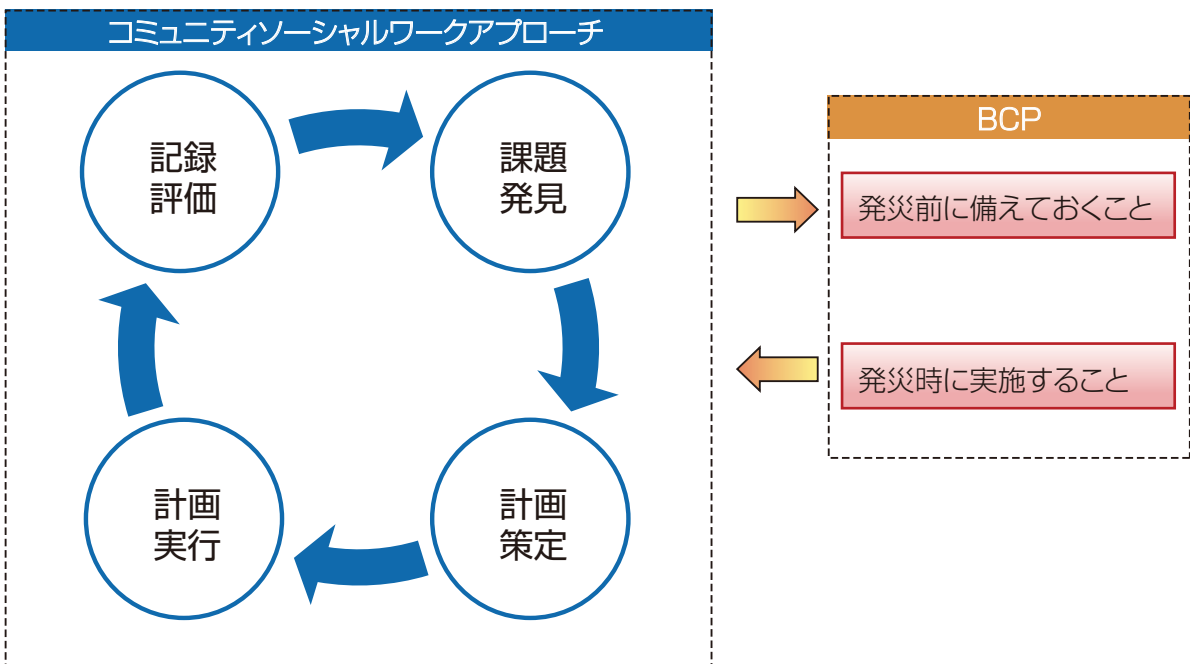 コミュニティソーシャルワークアプローチ
記録
評価
課題
発見
計画
実行
計画
策定
BCP
発災前に備えておくこと
発災時に実施すること